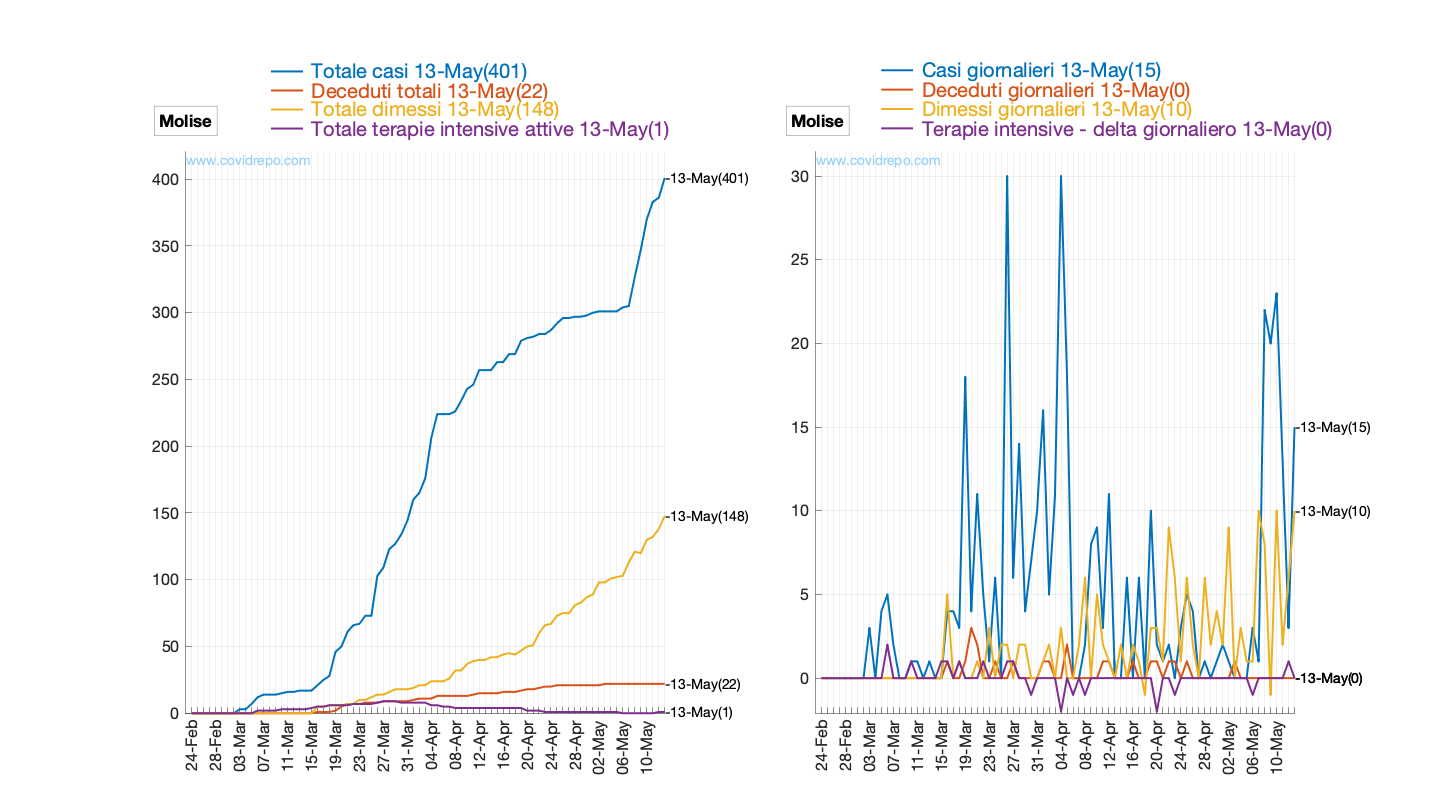 Totale casi 13-May(401)
Deceduti totali 13-May(22)
Totale dimessi 13-May(148)
Totale terapie intensive attive 13-May(1)
Molise
www.covidrepo.com
400
350
300
250
200
150
100
50
0
13-May(401)
13-May(148)
13-May(22)
13-May(1)
24-Feb
28-Feb
03-Mar
07-Mar
11-Mar
15-Mar
19-Mar
23-Mar
27-Mar
31-Mar
04-Apr
08-Apr
12-Apr
16-Apr
20-Apr
24-Apr
28-Apr
02-May
06-May
10-May
Casi giornalieri 13-May(15)
Deceduti giornalieri 13-May(0)
Dimessi giornalieri 13-May(10)
Terapie intensive - delta giornaliero 13-May(0)
Molise
www.covidrepo.com
30
25
20
15
10
5
0
13-May(15)
13-May(10)
13-May(0)
24-Feb
28-Feb
03-Mar
07-Mar
11-Mar
15-Mar
19-Mar
23-Mar
27-Mar
31-Mar
04-Apr
08-Apr
12-Apr
16-Apr
20-Apr
24-Apr
28-Apr
02-May
06-May
10-May